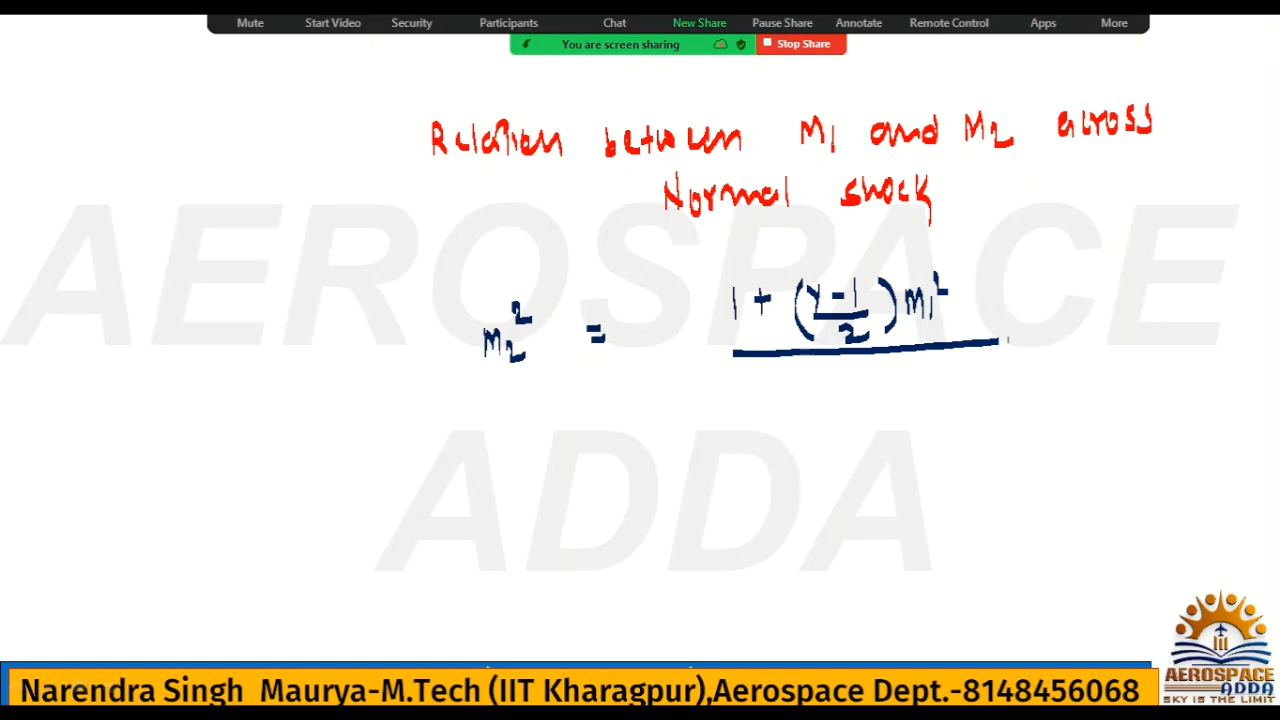 Mute Start Video Security Participants Chat New Share Pause Share Annotate Remote Control Apps More
You are screen sharing Stop Share
Relation between M1 and M2 across
Normal shock
AEROSPACE
M₂² = 1 + (γ-1/2) M₁²
ADDA
AEROSPACE
ADDA
SKY IS THE LIMIT
Narendra Singh Maurya-M.Tech (IIT Kharagpur),Aerospace Dept.-8148456068